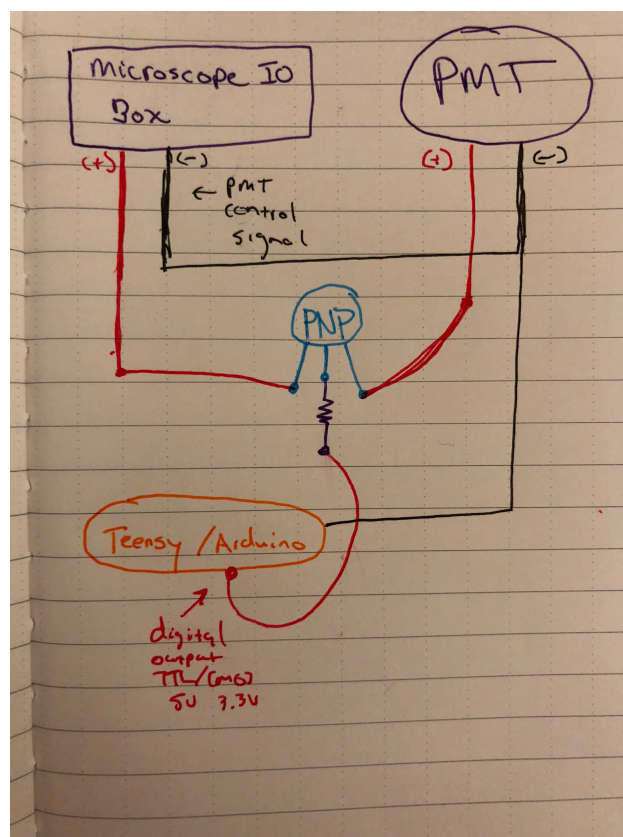 Microscope IO
Box
PMT
(+)
(-)
(+)
(-)
← PMT
control
signal
PNP
Teensy / Arduino
digital
output
TTL/CMOS
5V 3.3V